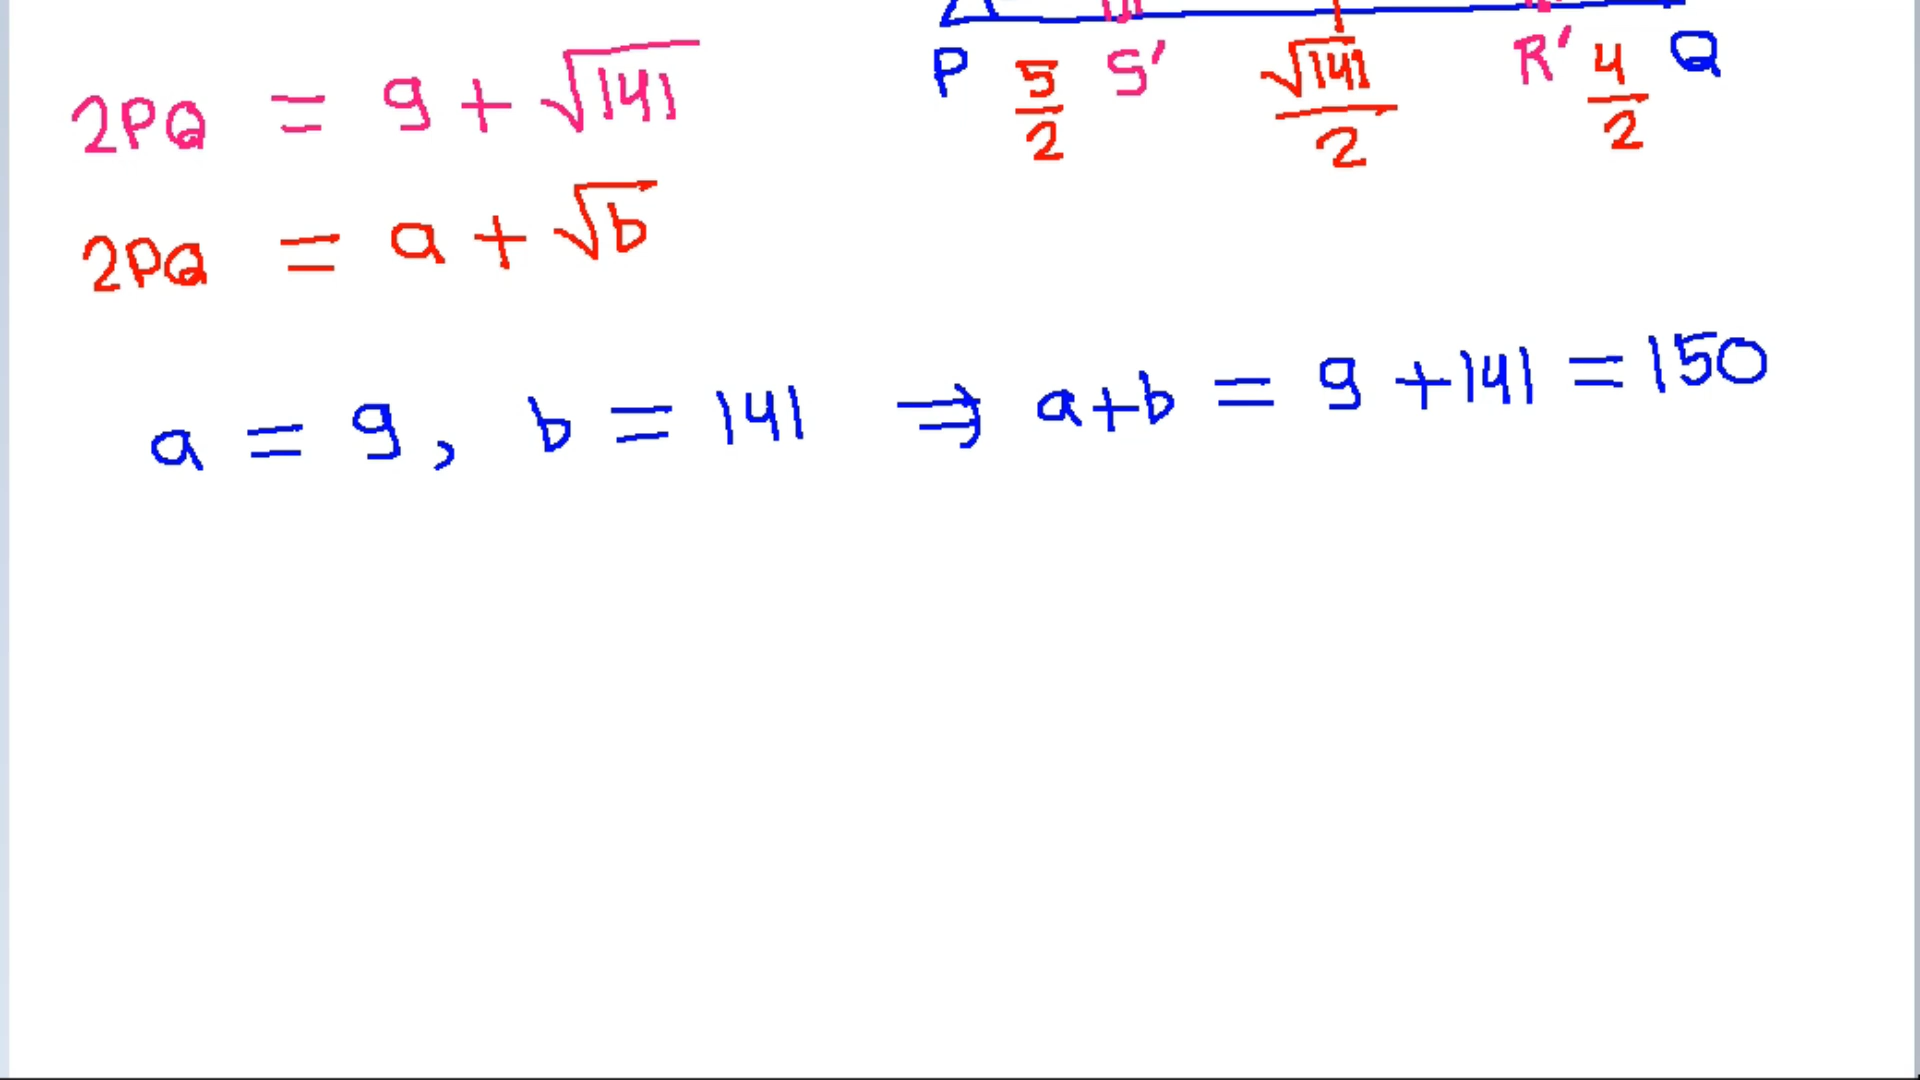 P 5/2 S′ √141/2 R′ 4/2 Q
2PQ = 9 + √141
2PQ = a + √b
a = 9, b = 141 ⇒ a+b = 9 + 141 = 150